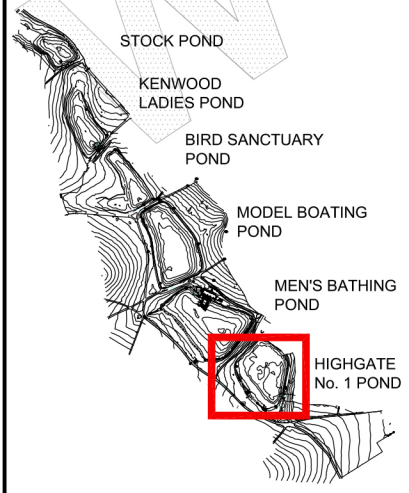 STOCK POND
KENWOOD
LADIES POND
BIRD SANCTUARY
POND
MODEL BOATING
POND
MEN'S BATHING
POND
HIGHGATE
No. 1 POND